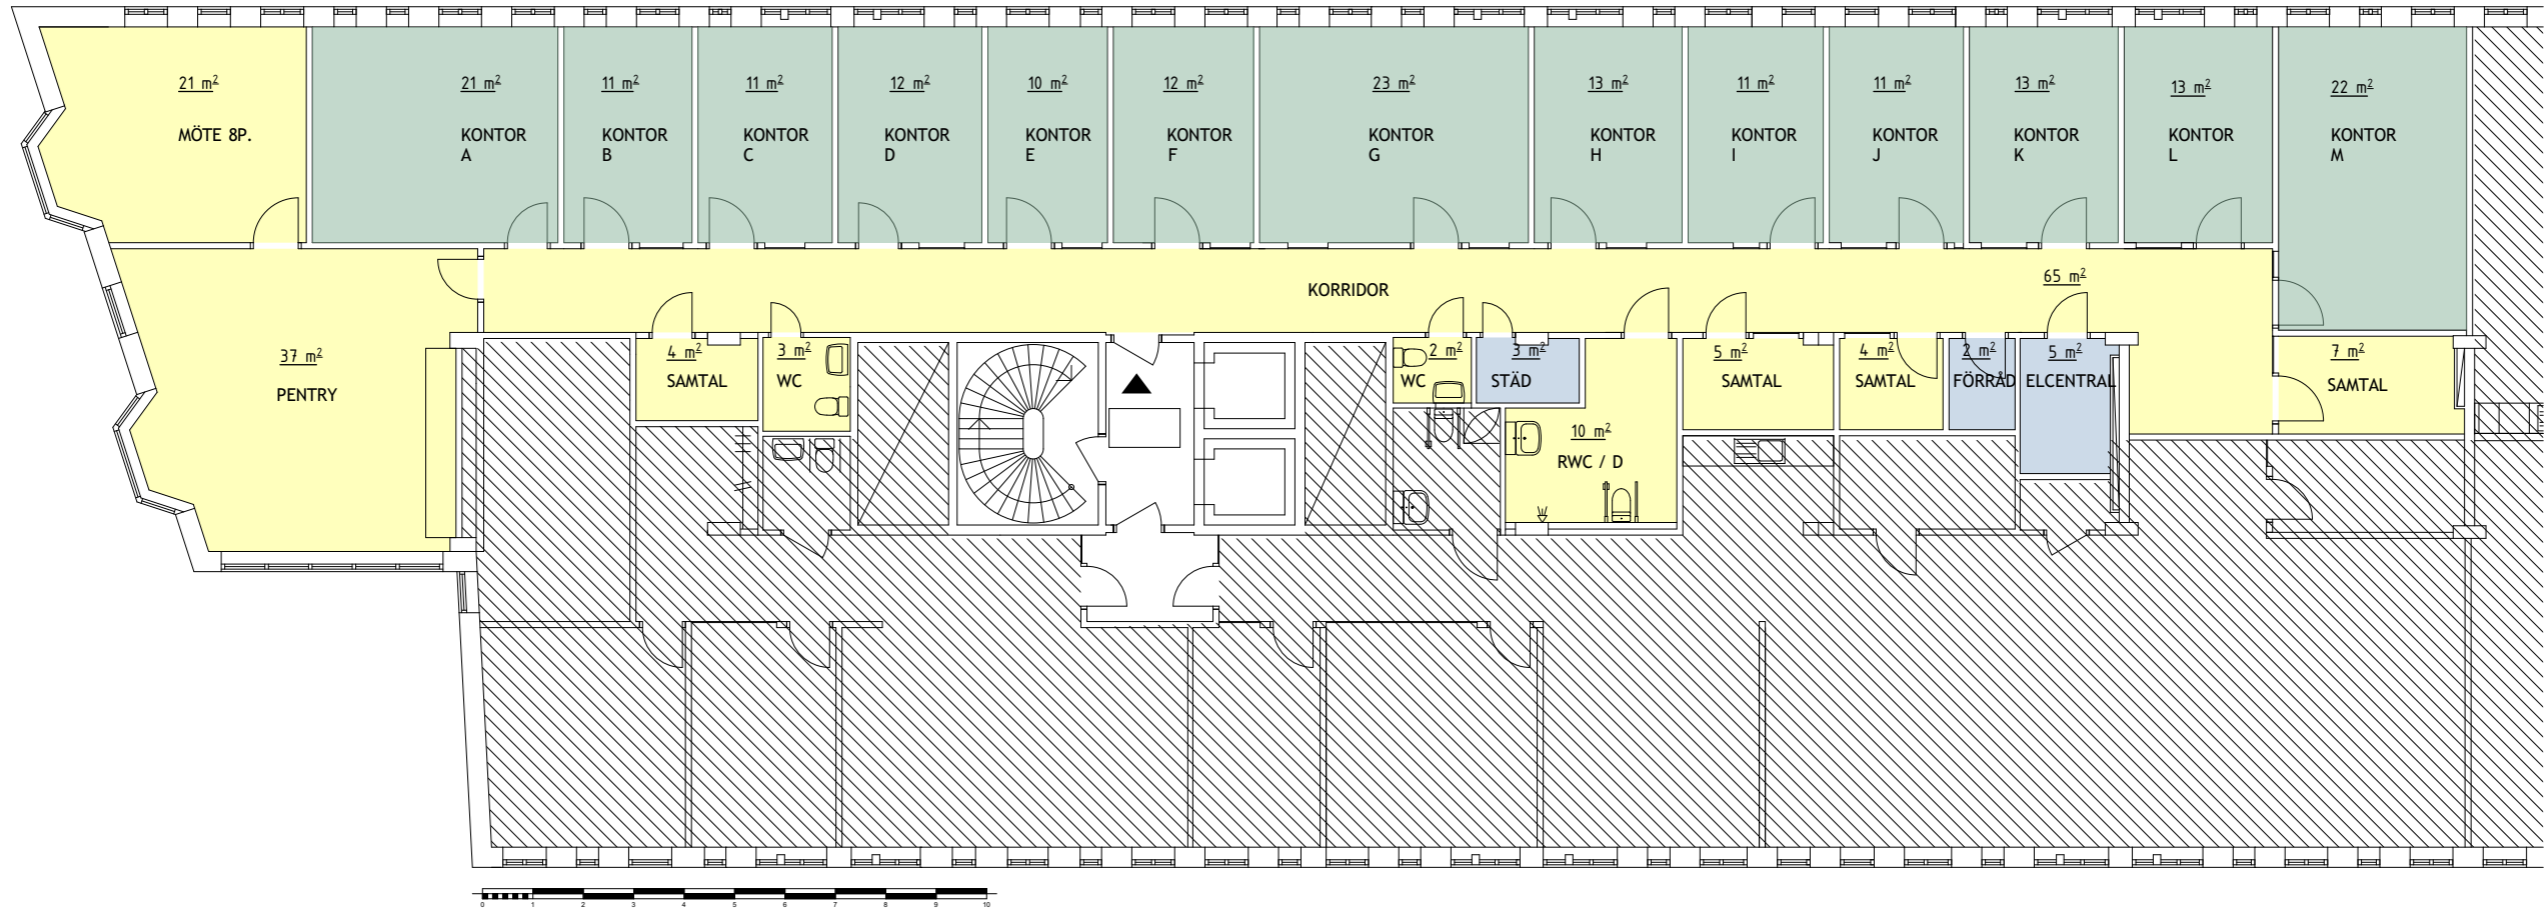 21 m²
MÖTE 8P.
21 m²
KONTOR
A
11 m²
KONTOR
B
11 m²
KONTOR
C
12 m²
KONTOR
D
10 m²
KONTOR
E
12 m²
KONTOR
F
23 m²
KONTOR
G
13 m²
KONTOR
H
11 m²
KONTOR
I
11 m²
KONTOR
J
13 m²
KONTOR
K
13 m²
KONTOR
L
22 m²
KONTOR
M
KORRIDOR
65 m²
37 m²
PENTRY
4 m²
SAMTAL
3 m²
WC
2 m²
WC
3 m²
STÄD
10 m²
RWC / D
5 m²
SAMTAL
4 m²
SAMTAL
2 m²
FÖRRÅD
5 m²
ELCENTRAL
7 m²
SAMTAL
0 1 2 3 4 5 6 7 8 9 10